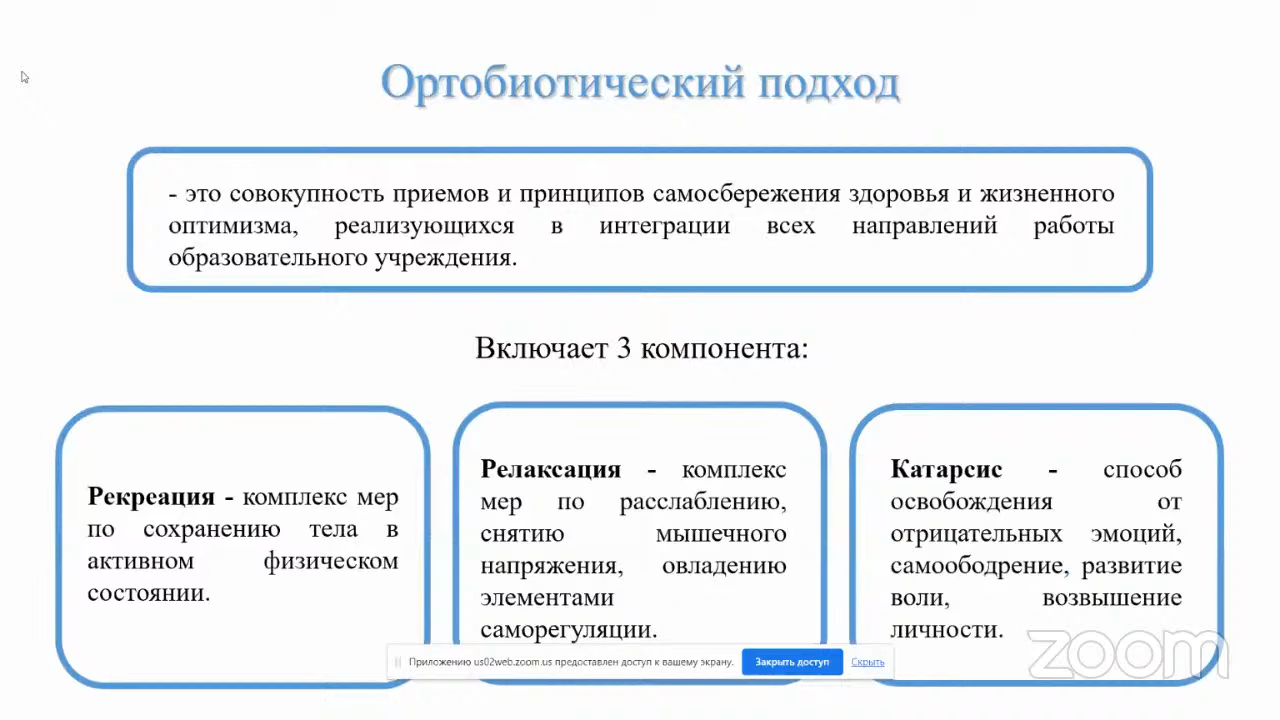 Ортобиотический подход
- это совокупность приемов и принципов самосбережения здоровья и жизненного
оптимизма, реализующихся в интеграции всех направлений работы
образовательного учреждения.
Включает 3 компонента:
Рекреация - комплекс мер
по сохранению тела в
активном физическом
состоянии.
Релаксация - комплекс
мер по расслаблению,
снятию мышечного
напряжения, овладению
элементами
саморегуляции.
Катарсис - способ
освобождения от
отрицательных эмоций,
самоободрение, развитие
воли, возвышение
личности.
Приложению us02web.zoom.us предоставлен доступ к вашему экрану. Закрыть доступ Скрыть
zoom